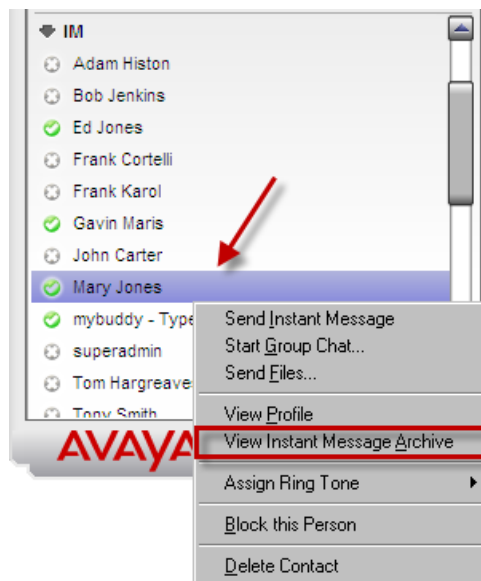 IM
Adam Histon
Bob Jenkins
Ed Jones
Frank Cortelli
Frank Karol
Gavin Maris
John Carter
Mary Jones
mybuddy - Type
superadmin
Tom Hargreave
Tony Smith
AVAYA
Send Instant Message
Start Group Chat...
Send Files...
View Profile
View Instant Message Archive
Assign Ring Tone
Block this Person
Delete Contact